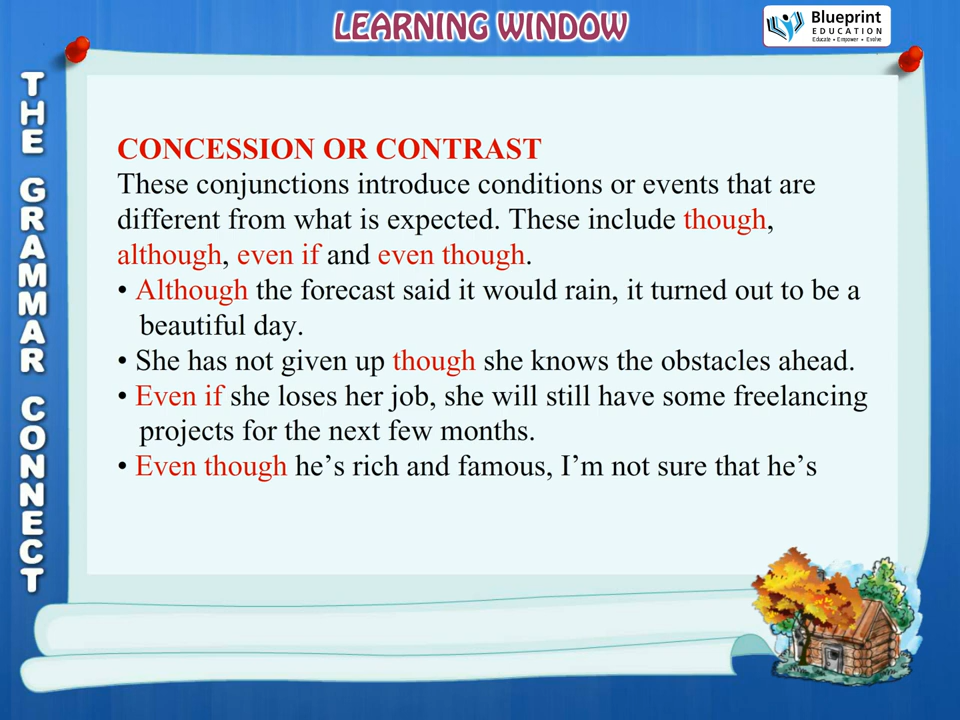 LEARNING WINDOW
Blueprint
EDUCATION
Educate • Empower • Evolve
THE GRAMMAR CONNECT
CONCESSION OR CONTRAST
These conjunctions introduce conditions or events that are
different from what is expected. These include though,
although, even if and even though.
• Although the forecast said it would rain, it turned out to be a
beautiful day.
• She has not given up though she knows the obstacles ahead.
• Even if she loses her job, she will still have some freelancing
projects for the next few months.
• Even though he’s rich and famous, I’m not sure that he’s